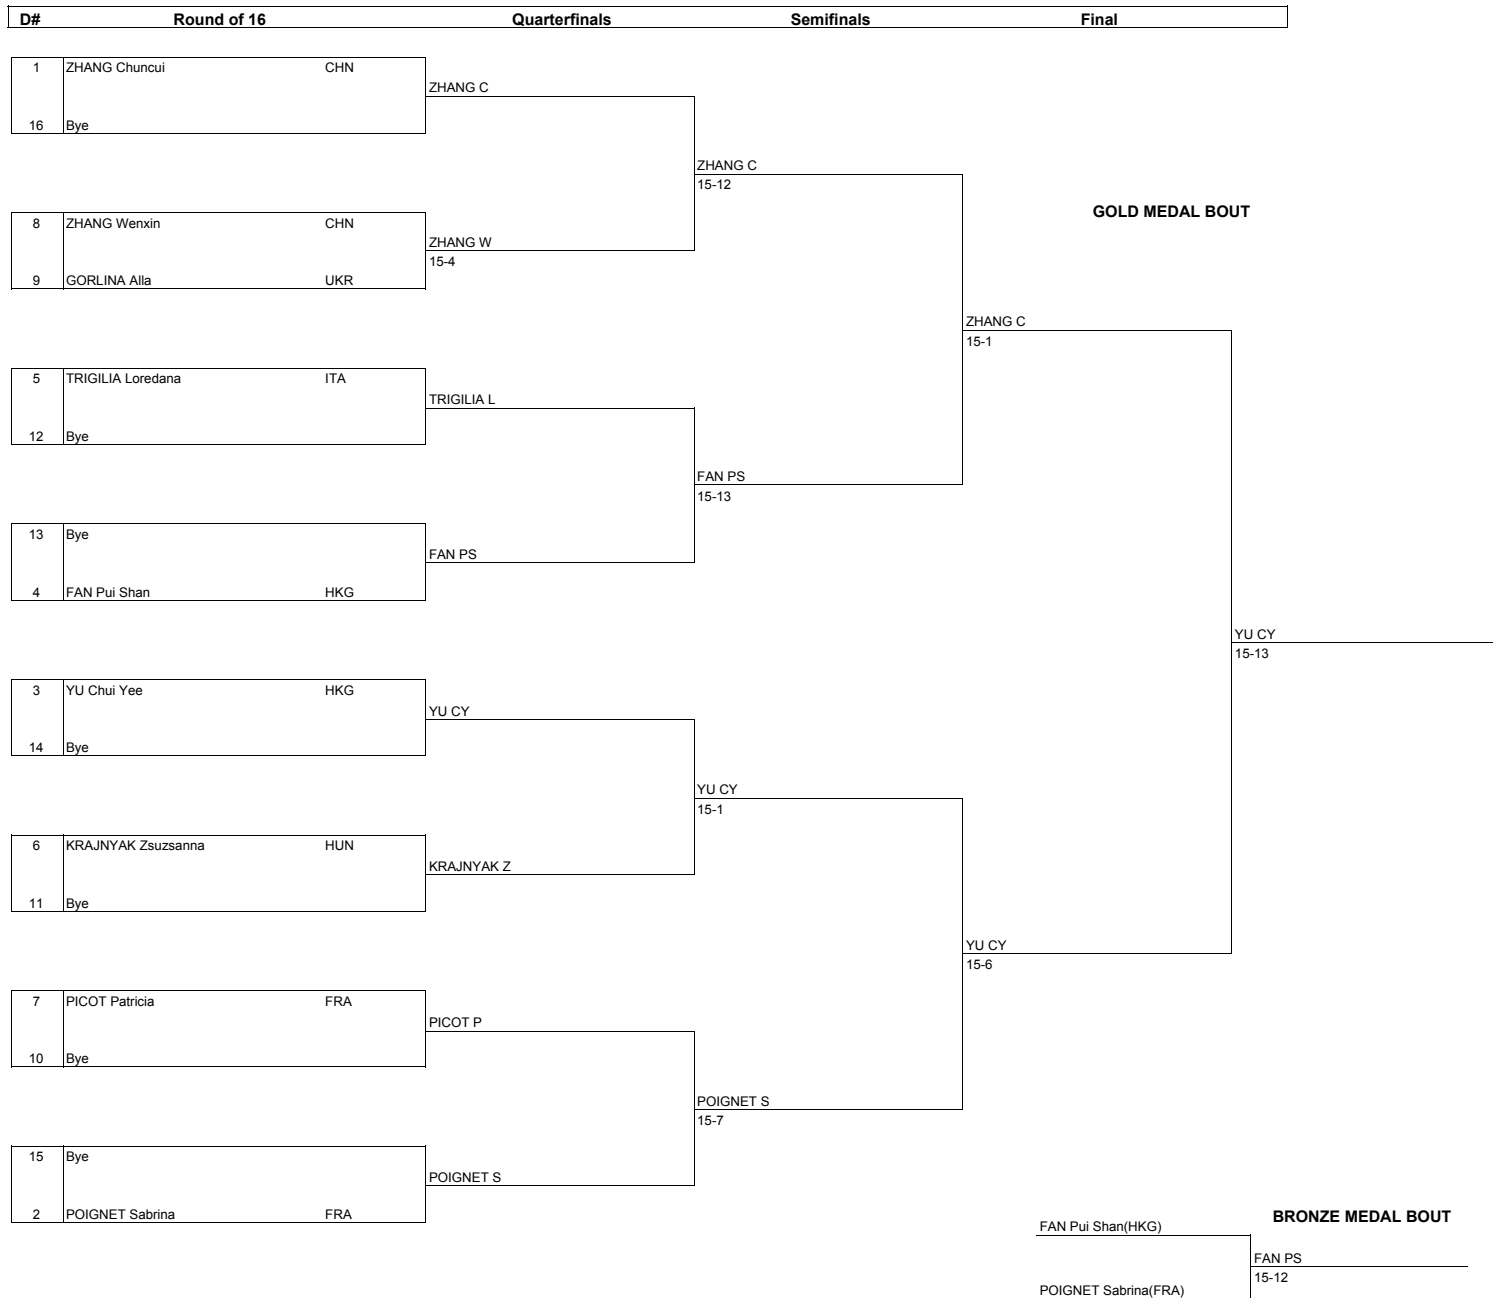 D# Round of 16 Quarterfinals Semifinals Final
1 ZHANG Chuncui CHN
ZHANG C
16 Bye
ZHANG C
15-12
GOLD MEDAL BOUT
8 ZHANG Wenxin CHN
ZHANG W
15-4
9 GORLINA Alla UKR
ZHANG C
15-1
5 TRIGILIA Loredana ITA
TRIGILIA L
12 Bye
FAN PS
15-13
13 Bye
FAN PS
4 FAN Pui Shan HKG
YU CY
15-13
3 YU Chui Yee HKG
YU CY
14 Bye
YU CY
15-1
6 KRAJNYAK Zsuzsanna HUN
KRAJNYAK Z
11 Bye
YU CY
15-6
7 PICOT Patricia FRA
PICOT P
10 Bye
POIGNET S
15-7
15 Bye
POIGNET S
2 POIGNET Sabrina FRA
BRONZE MEDAL BOUT
FAN Pui Shan(HKG)
FAN PS
15-12
POIGNET Sabrina(FRA)